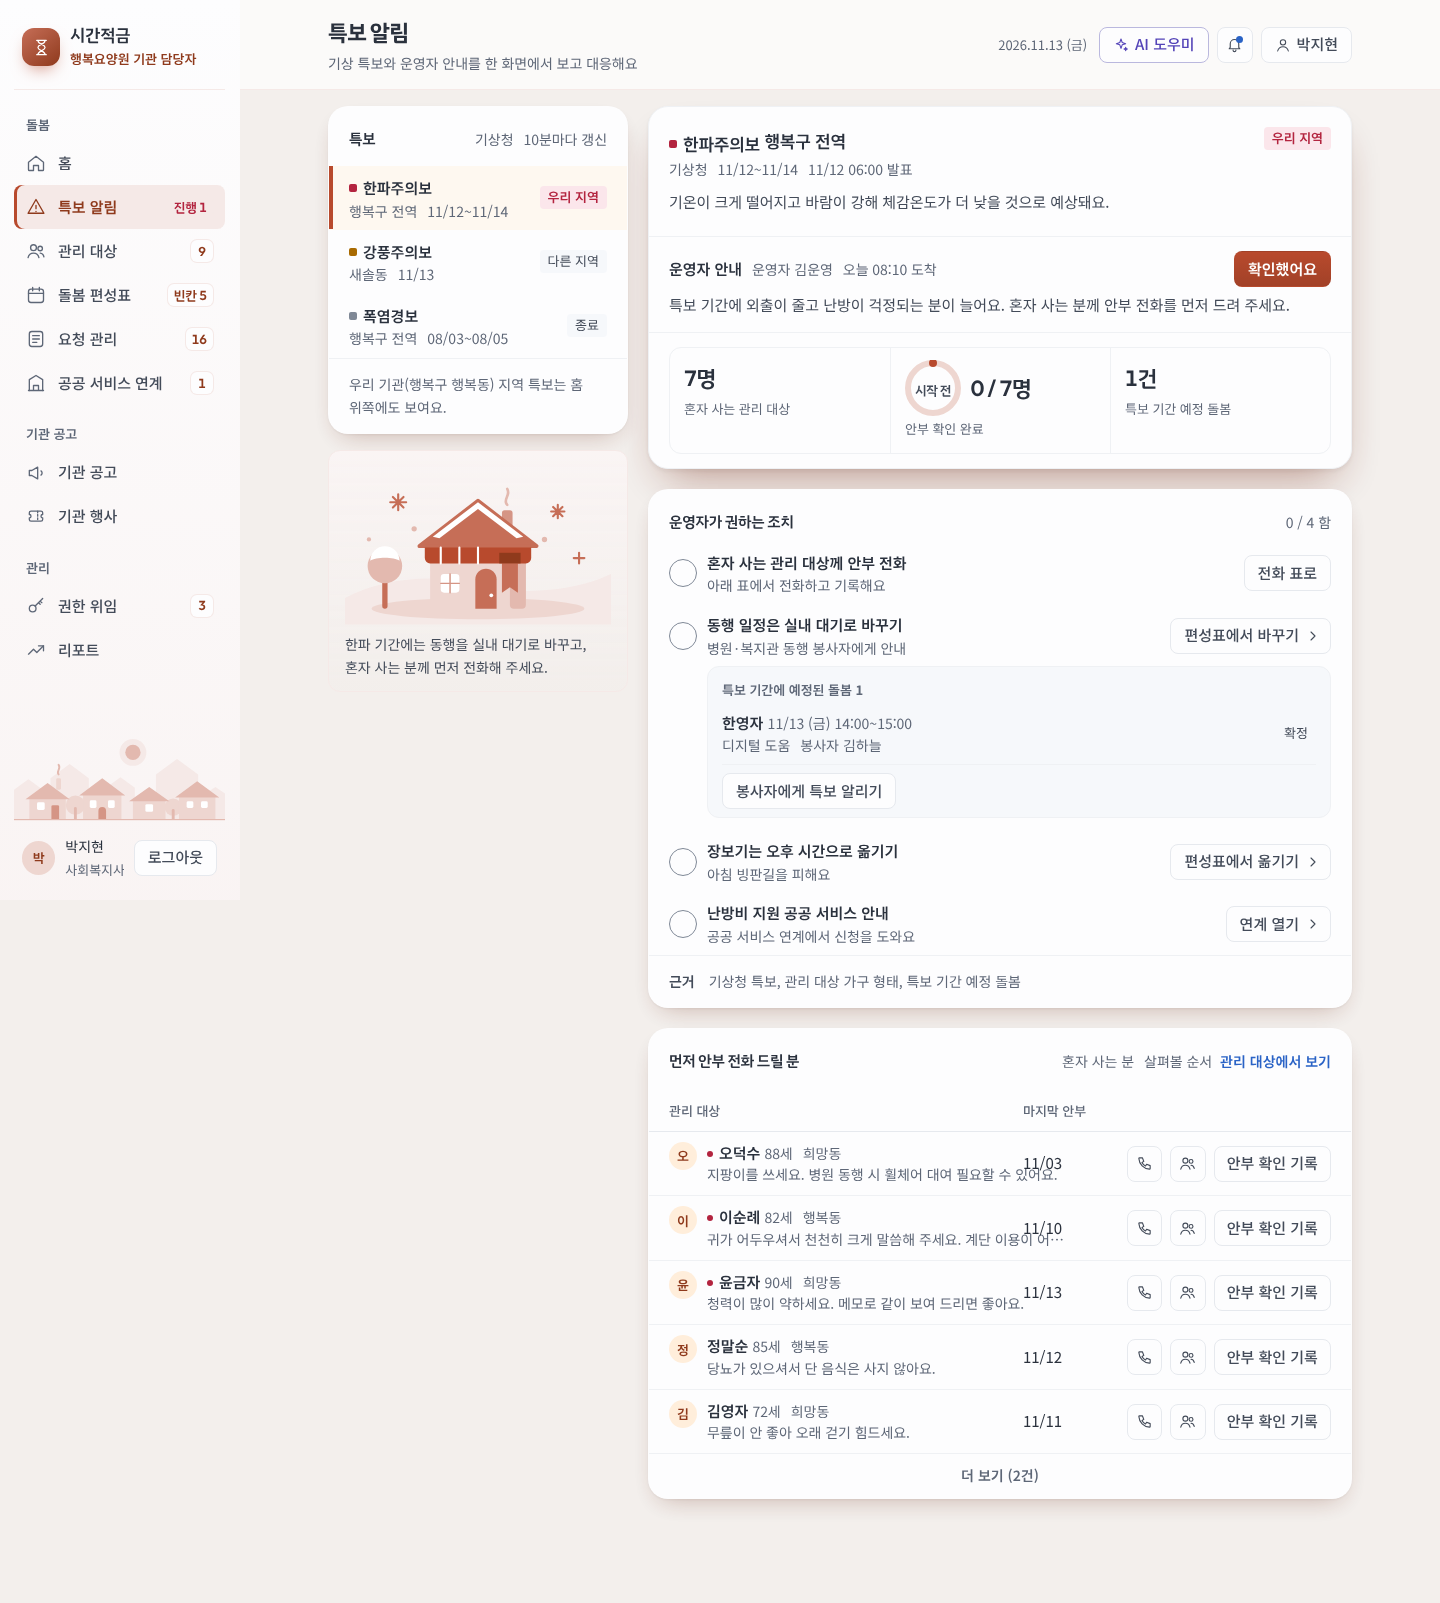 시간적금
행복요양원 기관 담당자
돌봄
홈
특보 알림 진행 1
관리 대상 9
돌봄 편성표 빈칸 5
요청 관리 16
공공 서비스 연계 1
기관 공고
기관 공고
기관 행사
관리
권한 위임 3
리포트
박 박지현
사회복지사
로그아웃
특보 알림
기상 특보와 운영자 안내를 한 화면에서 보고 대응해요
2026.11.13 (금) AI 도우미 박지현
특보 기상청 10분마다 갱신
한파주의보
행복구 전역 11/12~11/14
우리 지역
강풍주의보
새솔동 11/13
다른 지역
폭염경보
행복구 전역 08/03~08/05
종료
우리 기관(행복구 행복동) 지역 특보는 홈
위쪽에도 보여요.
한파 기간에는 동행을 실내 대기로 바꾸고,
혼자 사는 분께 먼저 전화해 주세요.
한파주의보 행복구 전역 우리 지역
기상청 11/12~11/14 11/12 06:00 발표
기온이 크게 떨어지고 바람이 강해 체감온도가 더 낮을 것으로 예상돼요.
운영자 안내 운영자 김운영 오늘 08:10 도착 확인했어요
특보 기간에 외출이 줄고 난방이 걱정되는 분이 늘어요. 혼자 사는 분께 안부 전화를 먼저 드려 주세요.
7명
혼자 사는 관리 대상
시작 전 0 / 7명
안부 확인 완료
1건
특보 기간 예정 돌봄
운영자가 권하는 조치 0 / 4 함
혼자 사는 관리 대상께 안부 전화
아래 표에서 전화하고 기록해요
전화 표로
동행 일정은 실내 대기로 바꾸기
병원·복지관 동행 봉사자에게 안내
편성표에서 바꾸기
특보 기간에 예정된 돌봄 1
한영자 11/13 (금) 14:00~15:00
디지털 도움 봉사자 김하늘
확정
봉사자에게 특보 알리기
장보기는 오후 시간으로 옮기기
아침 빙판길을 피해요
편성표에서 옮기기
난방비 지원 공공 서비스 안내
공공 서비스 연계에서 신청을 도와요
연계 열기
근거 기상청 특보, 관리 대상 가구 형태, 특보 기간 예정 돌봄
먼저 안부 전화 드릴 분 혼자 사는 분 살펴볼 순서 관리 대상에서 보기
관리 대상 마지막 안부
오 오덕수 88세 희망동
지팡이를 쓰세요. 병원 동행 시 휠체어 대여 필요할 수 있어요.
11/03 안부 확인 기록
이 이순례 82세 행복동
귀가 어두우셔서 천천히 크게 말씀해 주세요. 계단 이용이 어…
11/10 안부 확인 기록
윤 윤금자 90세 희망동
청력이 많이 약하세요. 메모로 같이 보여 드리면 좋아요.
11/13 안부 확인 기록
정 정말순 85세 행복동
당뇨가 있으셔서 단 음식은 사지 않아요.
11/12 안부 확인 기록
김 김영자 72세 희망동
무릎이 안 좋아 오래 걷기 힘드세요.
11/11 안부 확인 기록
더 보기 (2건)